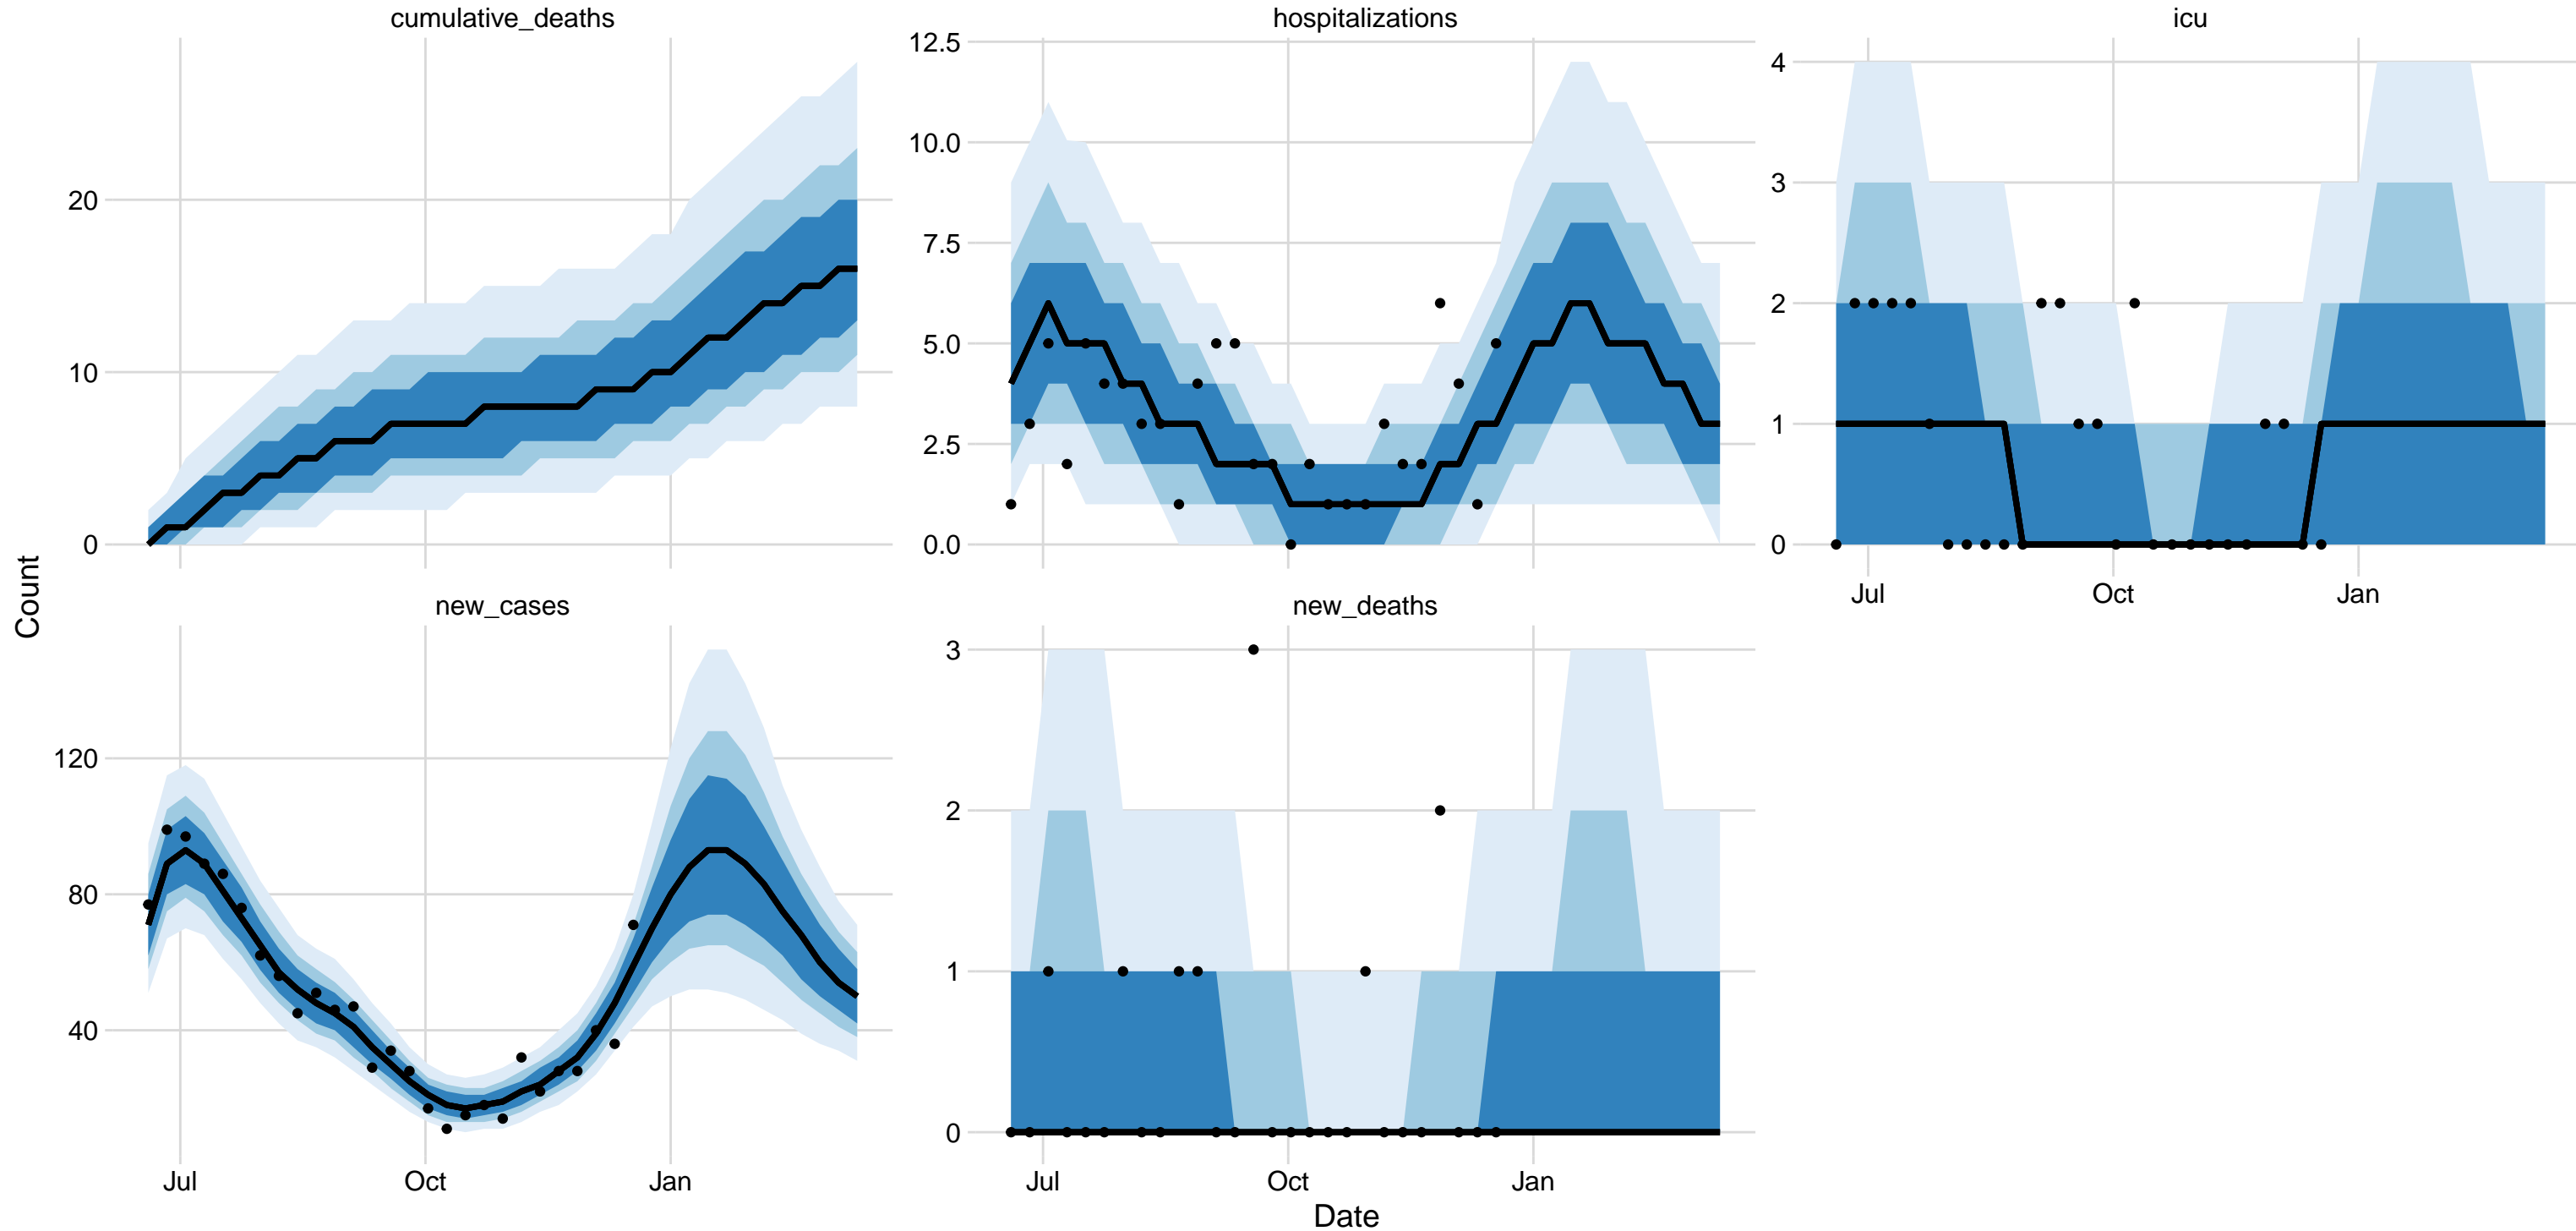 cumulative_deaths
hospitalizations
icu
20
10
0
12.5
10.0
7.5
5.0
2.5
0.0
4
3
2
1
0
Jul
Oct
Jan
Count
new_cases
new_deaths
120
80
40
3
2
1
0
Jul
Oct
Jan
Jul
Oct
Jan
Date